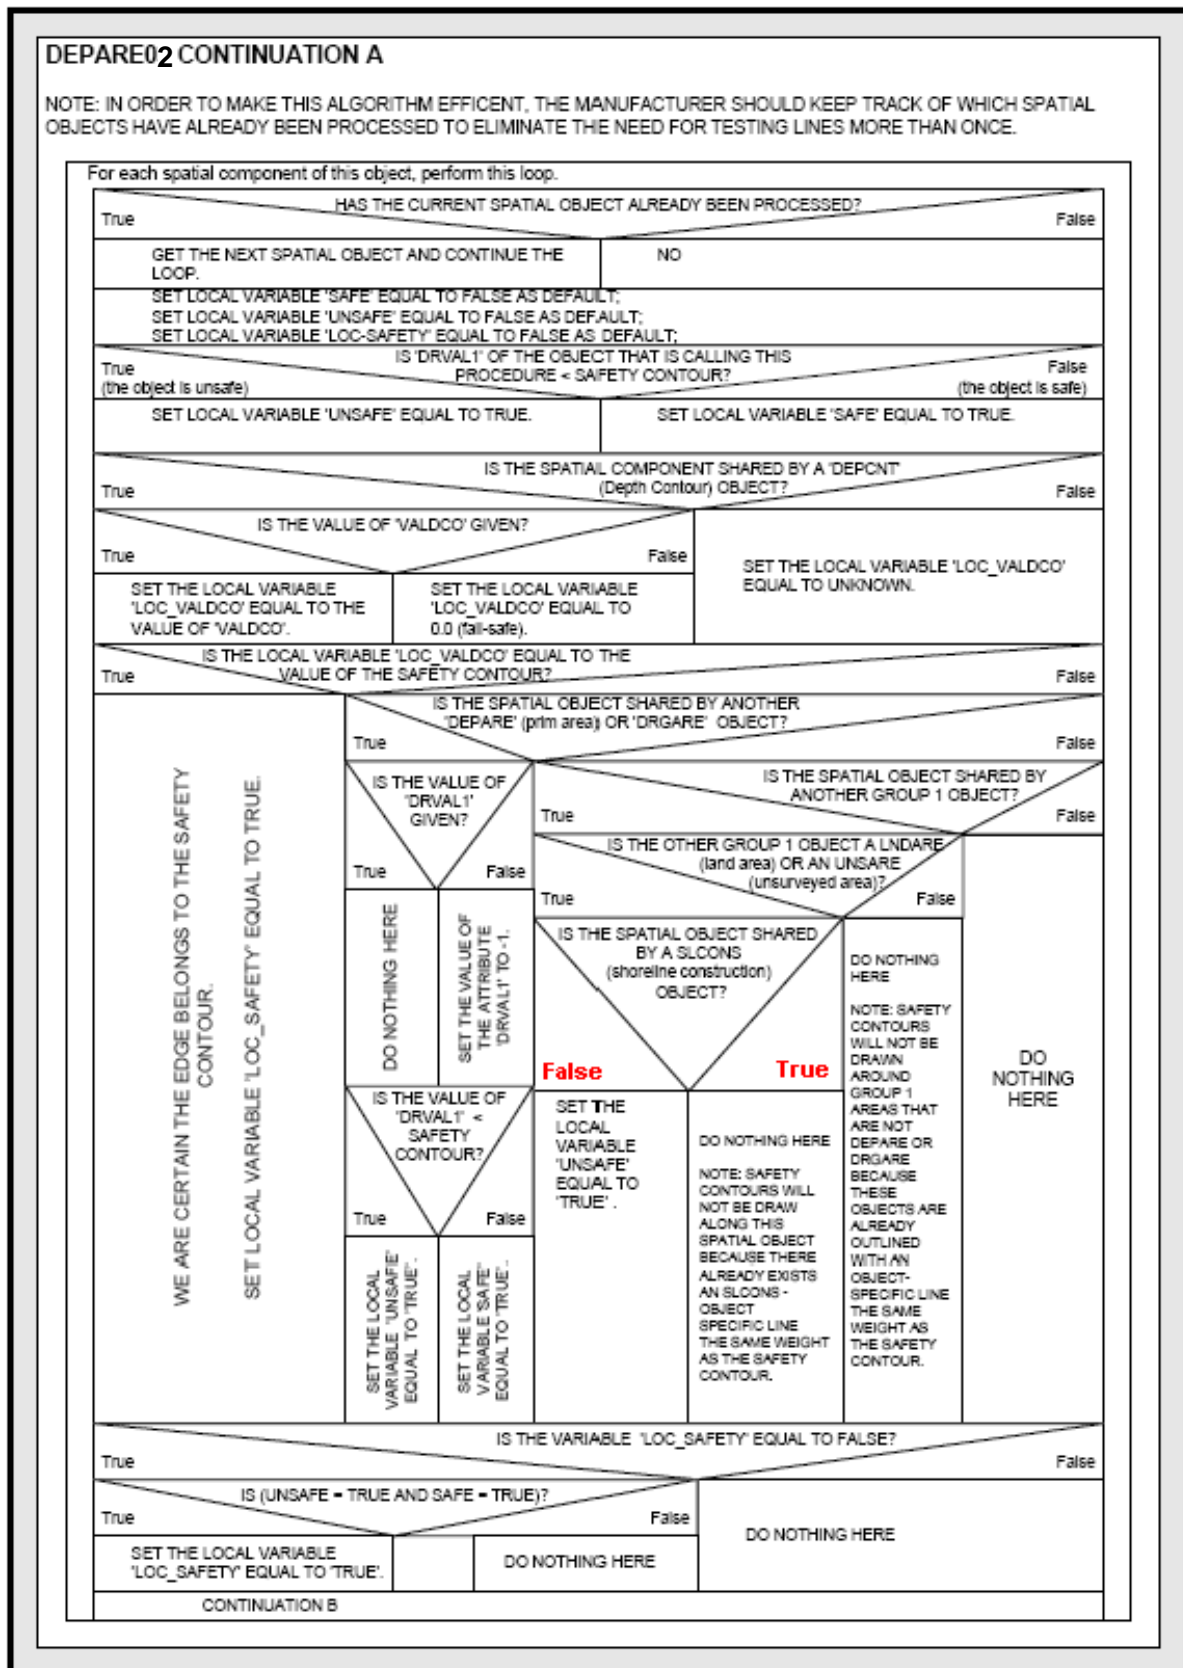 DEPARE02 CONTINUATION A
NOTE: IN ORDER TO MAKE THIS ALGORITHM EFFICENT, THE MANUFACTURER SHOULD KEEP TRACK OF WHICH SPATIAL
OBJECTS HAVE ALREADY BEEN PROCESSED TO ELIMINATE THE NEED FOR TESTING LINES MORE THAN ONCE.
For each spatial component of this object, perform this loop.
HAS THE CURRENT SPATIAL OBJECT ALREADY BEEN PROCESSED?
True
False
GET THE NEXT SPATIAL OBJECT AND CONTINUE THE
LOOP.
NO
SET LOCAL VARIABLE 'SAFE' EQUAL TO FALSE AS DEFAULT;
SET LOCAL VARIABLE 'UNSAFE' EQUAL TO FALSE AS DEFAULT;
SET LOCAL VARIABLE 'LOC-SAFETY' EQUAL TO FALSE AS DEFAULT;
IS 'DRVAL1' OF THE OBJECT THAT IS CALLING THIS
PROCEDURE < SAFETY CONTOUR?
True
(the object is unsafe)
False
(the object is safe)
SET LOCAL VARIABLE 'UNSAFE' EQUAL TO TRUE.
SET LOCAL VARIABLE 'SAFE' EQUAL TO TRUE.
IS THE SPATIAL COMPONENT SHARED BY A 'DEPCNT'
(Depth Contour) OBJECT?
True
False
IS THE VALUE OF 'VALDCO' GIVEN?
True
False
SET THE LOCAL VARIABLE
'LOC_VALDCO' EQUAL TO THE
VALUE OF 'VALDCO'.
SET THE LOCAL VARIABLE
'LOC_VALDCO' EQUAL TO
0.0 (fail-safe).
SET THE LOCAL VARIABLE 'LOC_VALDCO'
EQUAL TO UNKNOWN.
IS THE LOCAL VARIABLE 'LOC_VALDCO' EQUAL TO THE
VALUE OF THE SAFETY CONTOUR?
True
False
WE ARE CERTAIN THE EDGE BELONGS TO THE SAFETY
CONTOUR.
SET LOCAL VARIABLE 'LOC_SAFETY' EQUAL TO TRUE.
IS THE SPATIAL OBJECT SHARED BY ANOTHER
'DEPARE' (prim area) OR 'DRGARE' OBJECT?
True
False
IS THE VALUE OF
'DRVAL1'
GIVEN?
True
False
DO NOTHING HERE
SET THE VALUE OF
THE ATTRIBUTE
'DRVAL1' TO -1.
IS THE VALUE OF
'DRVAL1' <
SAFETY
CONTOUR?
True
False
SET THE LOCAL
VARIABLE 'UNSAFE'
EQUAL TO 'TRUE'.
SET THE LOCAL
VARIABLE 'SAFE'
EQUAL TO 'TRUE'.
IS THE SPATIAL OBJECT SHARED BY
ANOTHER GROUP 1 OBJECT?
True
False
IS THE OTHER GROUP 1 OBJECT A LNDARE
(land area) OR AN UNSARE
(unsurveyed area)?
True
False
IS THE SPATIAL OBJECT SHARED
BY A SLCONS
(shoreline construction)
OBJECT?
False
True
SET THE
LOCAL
VARIABLE
'UNSAFE'
EQUAL TO
'TRUE' .
DO NOTHING HERE
NOTE: SAFETY
CONTOURS WILL
NOT BE DRAW
ALONG THIS
SPATIAL OBJECT
BECAUSE THERE
ALREADY EXISTS
AN SLCONS -
OBJECT
SPECIFIC LINE
THE SAME WEIGHT
AS THE SAFETY
CONTOUR.
DO NOTHING
HERE
NOTE: SAFETY
CONTOURS
WILL NOT BE
DRAWN
AROUND
GROUP 1
AREAS THAT
ARE NOT
DEPARE OR
DRGARE
BECAUSE
THESE
OBJECTS ARE
ALREADY
OUTLINED
WITH AN
OBJECT-
SPECIFIC LINE
THE SAME
WEIGHT AS
THE SAFETY
CONTOUR.
DO
NOTHING
HERE
IS THE VARIABLE 'LOC_SAFETY' EQUAL TO FALSE?
True
False
IS (UNSAFE = TRUE AND SAFE = TRUE)?
True
False
SET THE LOCAL VARIABLE
'LOC_SAFETY' EQUAL TO 'TRUE'.
DO NOTHING HERE
DO NOTHING HERE
CONTINUATION B